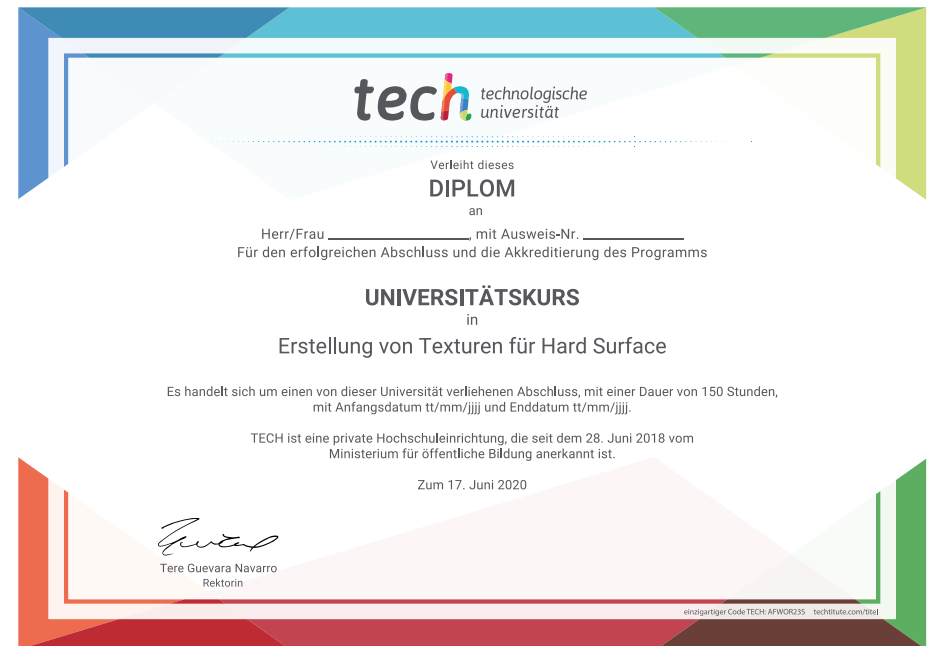 tech technologische
universität
Verleiht dieses
DIPLOM
an
Herr/Frau ________________, mit Ausweis-Nr. ____________
Für den erfolgreichen Abschluss und die Akkreditierung des Programms
UNIVERSITÄTSKURS
in
Erstellung von Texturen für Hard Surface
Es handelt sich um einen von dieser Universität verliehenen Abschluss, mit einer Dauer von 150 Stunden,
mit Anfangsdatum tt/mm/jjjj und Enddatum tt/mm/jjjj.
TECH ist eine private Hochschuleinrichtung, die seit dem 28. Juni 2018 vom
Ministerium für öffentliche Bildung anerkannt ist.
Zum 17. Juni 2020
Tere Guevara Navarro
Rektorin
einzigartiger Code TECH: AFWOR23S techtitute.com/titel